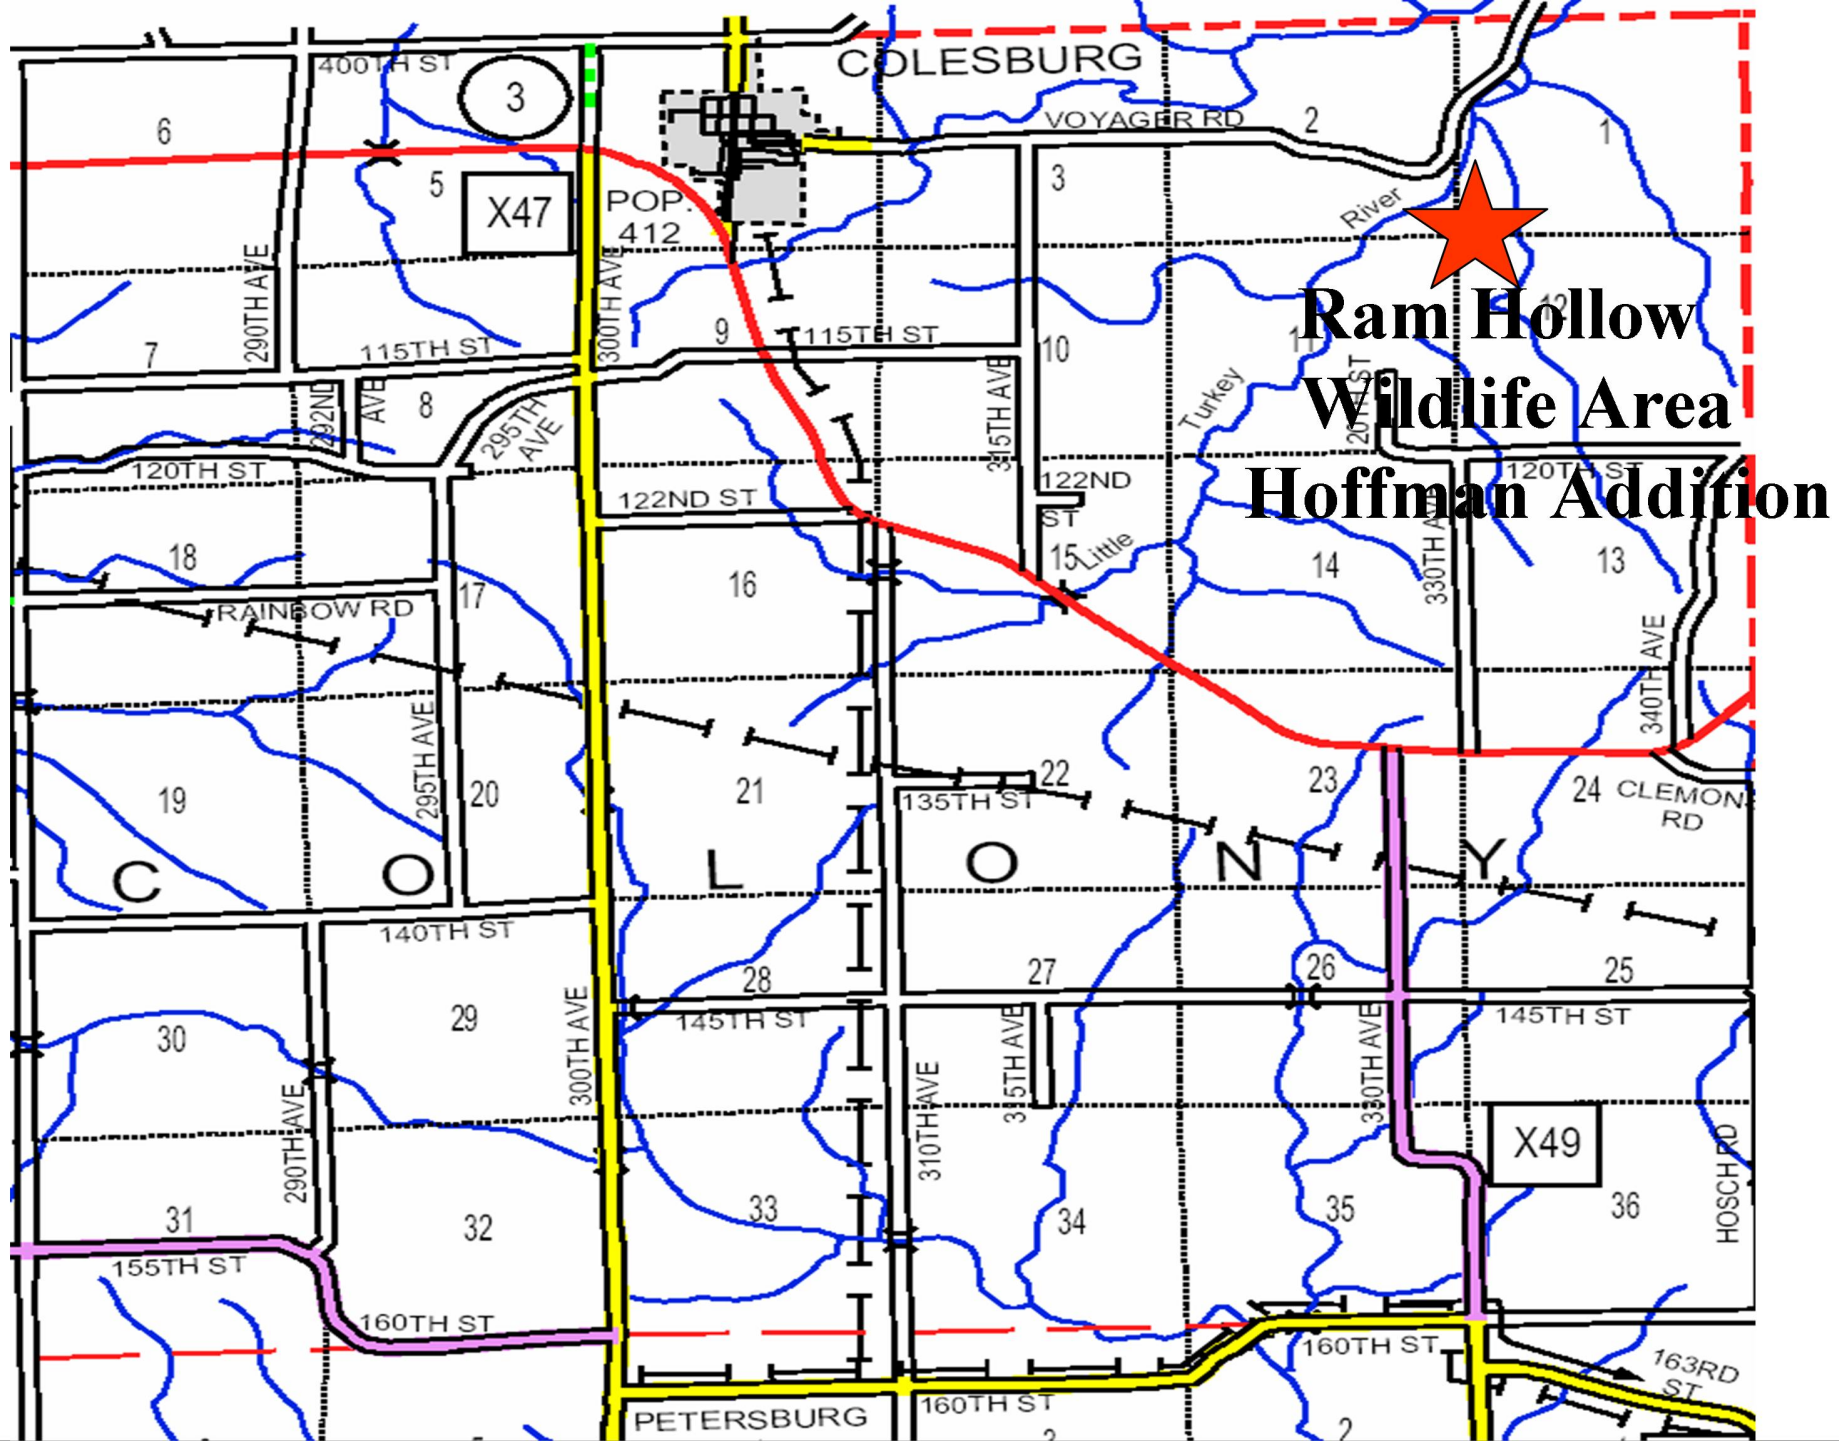 COLESBURG
400TH ST
3
6
VOYAGER RD
2
1
5
X47
POP.
412
3
River
290TH AVE
300TH AVE
9
115TH ST
115TH ST
7
10
11
12
Ram Hollow
Wildlife Area
Hoffman Addition
292ND
AVE
8
295TH
AVE
315TH AVE
Turkey
120TH ST
120TH ST
120TH ST
122ND ST
122ND
ST
330TH AVE
18
17
16
15
Little
14
13
RAINBOW RD
340TH AVE
295TH AVE
19
20
21
22
135TH ST
23
24
CLEMON
RD
C O L O N Y
140TH ST
28
27
26
25
145TH ST
145TH ST
30
29
300TH AVE
310TH AVE
315TH AVE
330TH AVE
290TH AVE
X49
HOSCH RD
31
32
33
34
35
36
155TH ST
160TH ST
160TH ST
163RD
ST
160TH ST
PETERSBURG
2